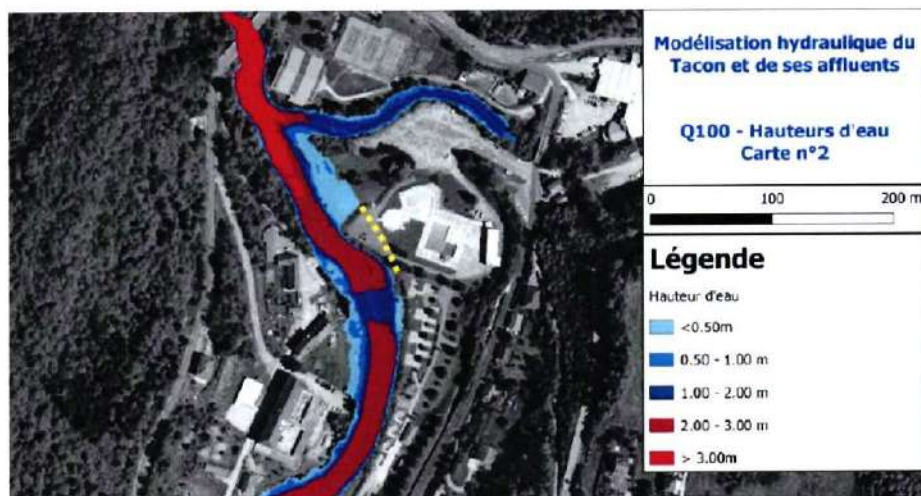 Modélisation hydraulique du
Tacon et de ses affluents
Q100 - Hauteurs d'eau
Carte n°2
0 100 200 m
Légende
Hauteur d'eau
<0.50m
0.50 - 1.00 m
1.00 - 2.00 m
2.00 - 3.00 m
> 3.00m